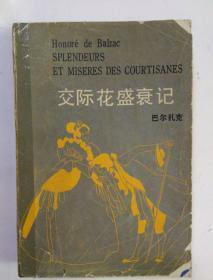 Honoré de Balzac
SPLENDEURS
ET MISERES DES COURTISANES
交际花盛衰记
巴尔扎克